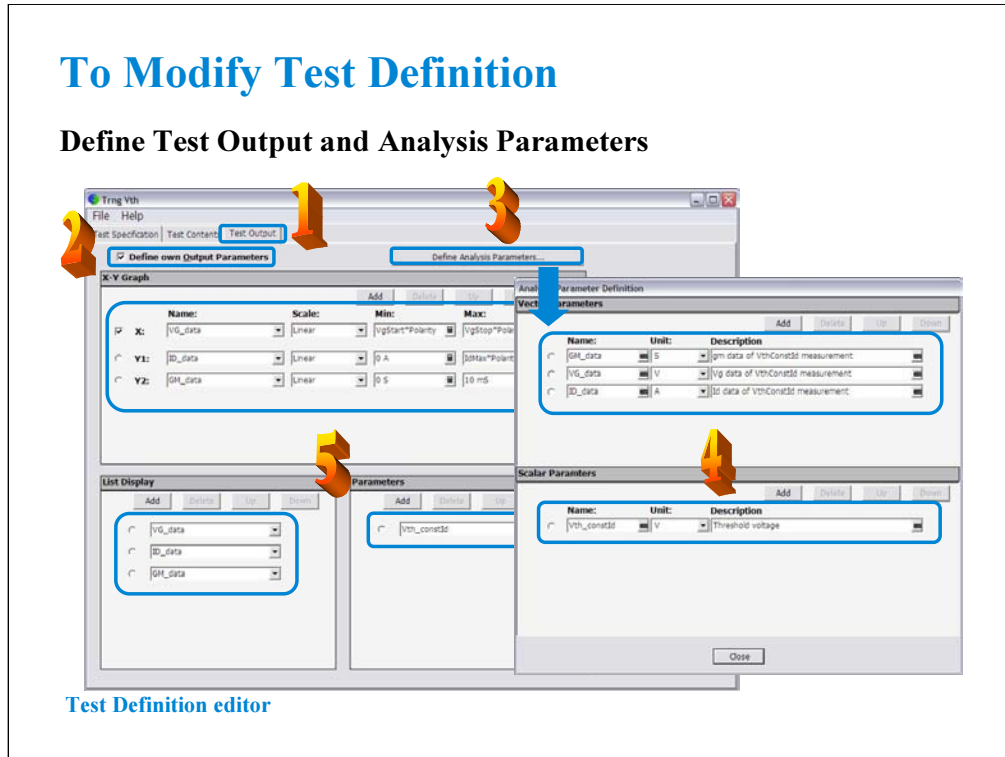 To Modify Test Definition
Define Test Output and Analysis Parameters
1
2
3
4
5
Trng Vth
File Help
Test Specification Test Contents Test Output
Define own Output Parameters
Define Analysis Parameters...
X-Y Graph
Add Delete Up
Name: Scale: Min: Max:
X: VG_data Linear VgStart*Polarity VgStop*Pola
Y1: ID_data Linear 0 A IdMax*Polarit
Y2: GM_data Linear 0 S 10 mS
List Display
Add Delete Up Down
VG_data
ID_data
GM_data
Parameters
Add Delete Up
Vth_constId
Parameter Definition
Add Delete Up Down
Name: Unit: Description
GM_data S gm data of VthConstId measurement
VG_data V Vg data of VthConstId measurement
ID_data A Id data of VthConstId measurement
Scalar Paramters
Add Delete Up Down
Name: Unit: Description
Vth_constId V Threshold voltage
Close
Test Definition editor